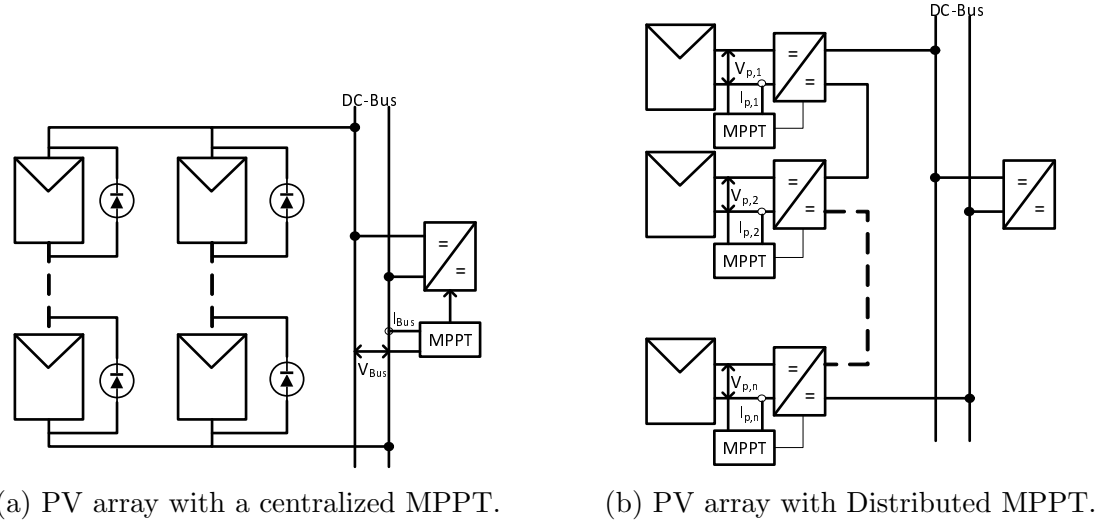 DC-Bus
=
=
I_Bus
MPPT
V_Bus
(a) PV array with a centralized MPPT.
DC-Bus
=
=
V_p,1
I_p,1
MPPT
=
=
V_p,2
I_p,2
MPPT
=
=
=
=
V_p,n
I_p,n
MPPT
(b) PV array with Distributed MPPT.